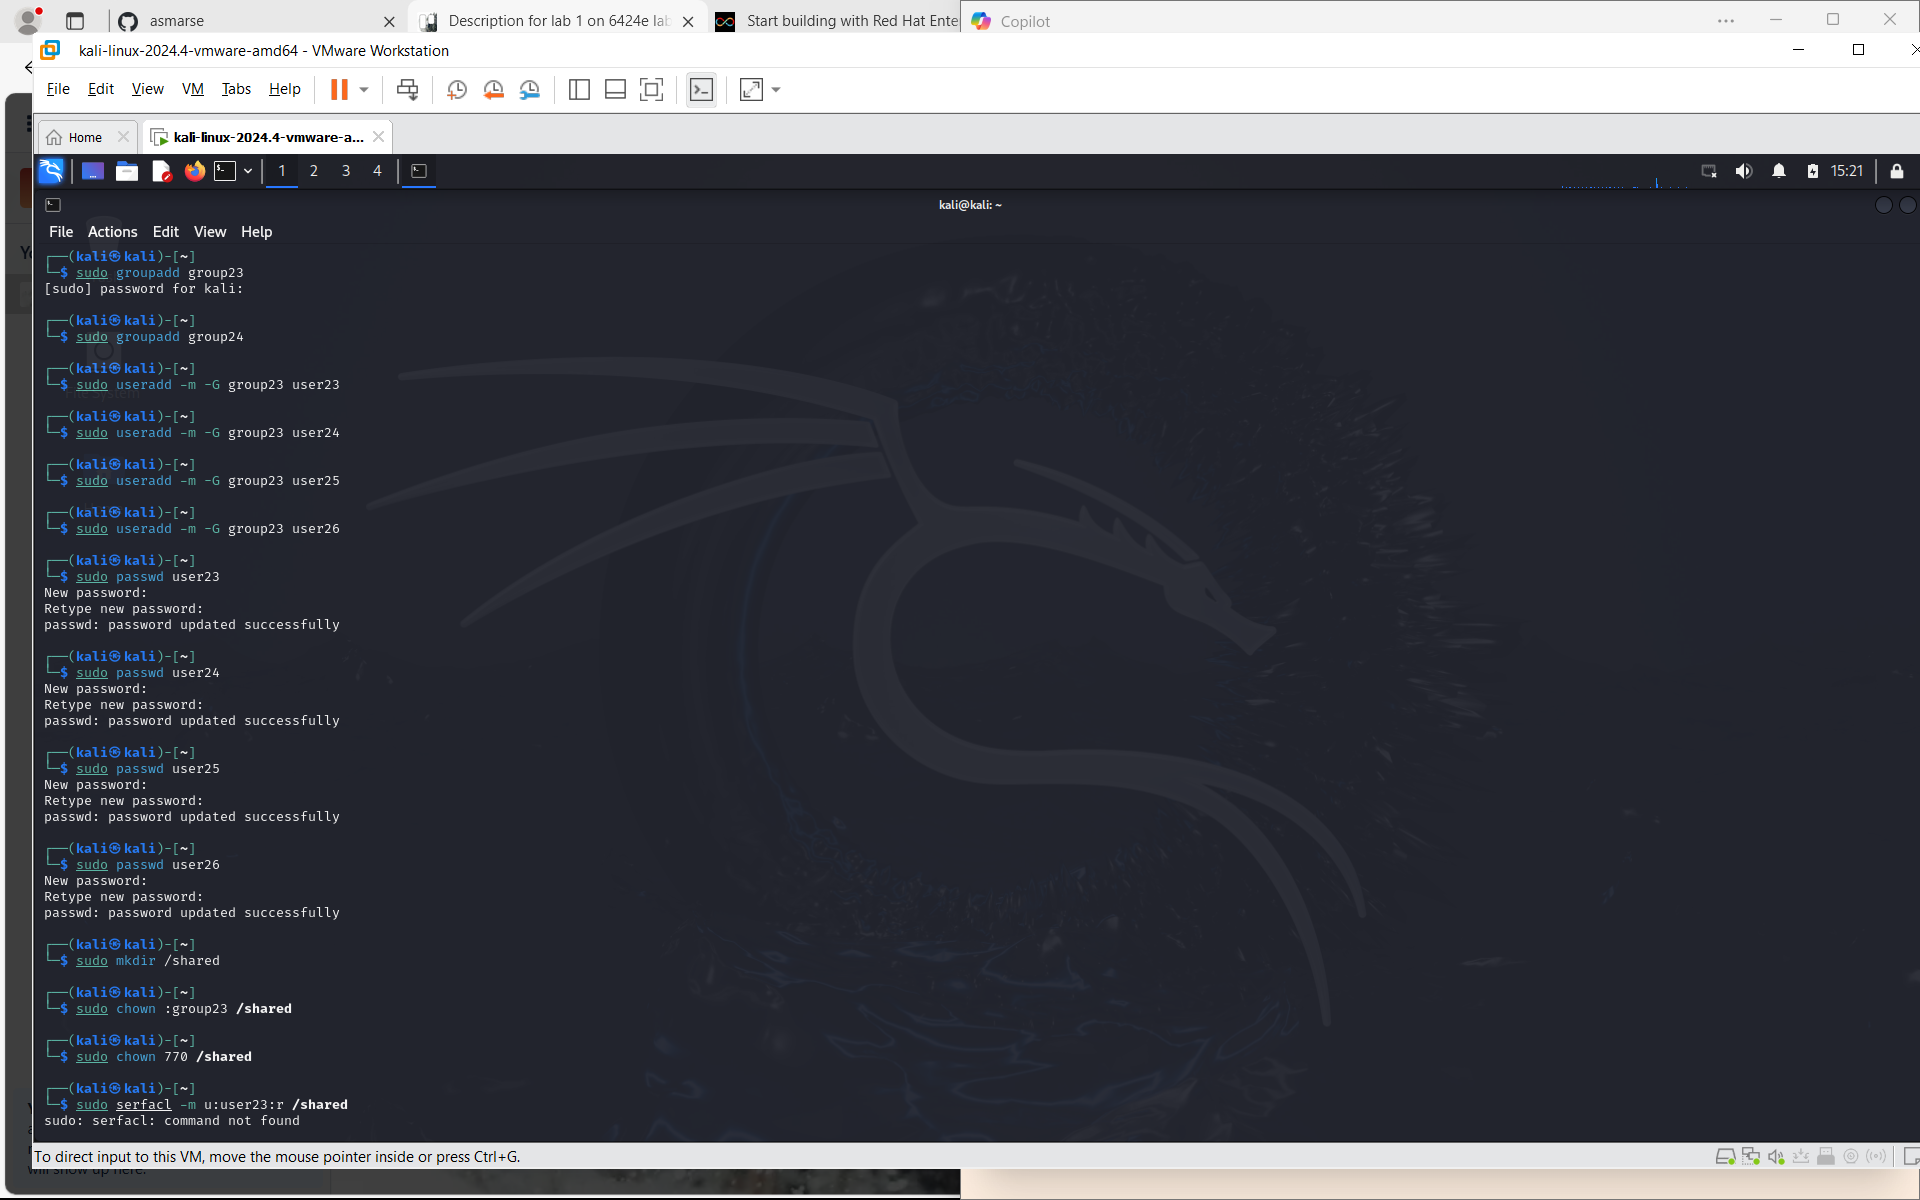 asmarse
Description for lab 1 on 6424e lab
Start building with Red Hat Ente
Copilot
kali-linux-2024.4-vmware-amd64 - VMware Workstation
File Edit View VM Tabs Help
Home
kali-linux-2024.4-vmware-a...
1 2 3 4
15:21
kali@kali: ~
File Actions Edit View Help
┌──(kali㉿kali)-[~]
└─$ sudo groupadd group23
[sudo] password for kali:
┌──(kali㉿kali)-[~]
└─$ sudo groupadd group24
┌──(kali㉿kali)-[~]
└─$ sudo useradd -m -G group23 user23
File System
┌──(kali㉿kali)-[~]
└─$ sudo useradd -m -G group23 user24
┌──(kali㉿kali)-[~]
└─$ sudo useradd -m -G group23 user25
┌──(kali㉿kali)-[~]
└─$ sudo useradd -m -G group23 user26
┌──(kali㉿kali)-[~]
└─$ sudo passwd user23
New password:
Retype new password:
passwd: password updated successfully
┌──(kali㉿kali)-[~]
└─$ sudo passwd user24
New password:
Retype new password:
passwd: password updated successfully
┌──(kali㉿kali)-[~]
└─$ sudo passwd user25
New password:
Retype new password:
passwd: password updated successfully
┌──(kali㉿kali)-[~]
└─$ sudo passwd user26
New password:
Retype new password:
passwd: password updated successfully
┌──(kali㉿kali)-[~]
└─$ sudo mkdir /shared
┌──(kali㉿kali)-[~]
└─$ sudo chown :group23 /shared
┌──(kali㉿kali)-[~]
└─$ sudo chown 770 /shared
┌──(kali㉿kali)-[~]
└─$ sudo serfacl -m u:user23:r /shared
sudo: serfacl: command not found
To direct input to this VM, move the mouse pointer inside or press Ctrl+G.
will show up here.